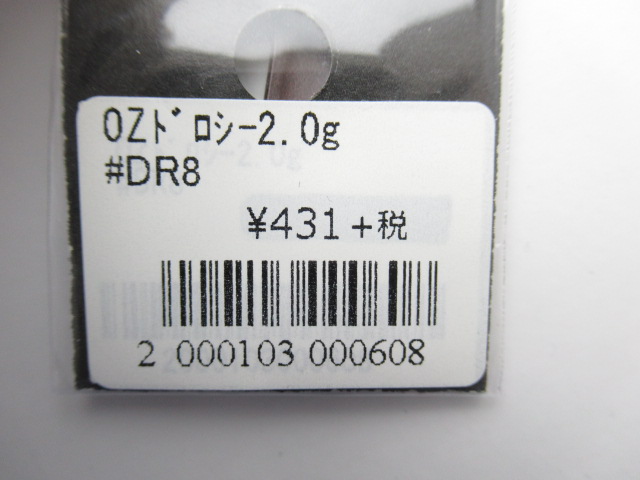 OZﾄﾞﾛｼｰ2.0g
#DR8
¥431+税
2 000103 000608